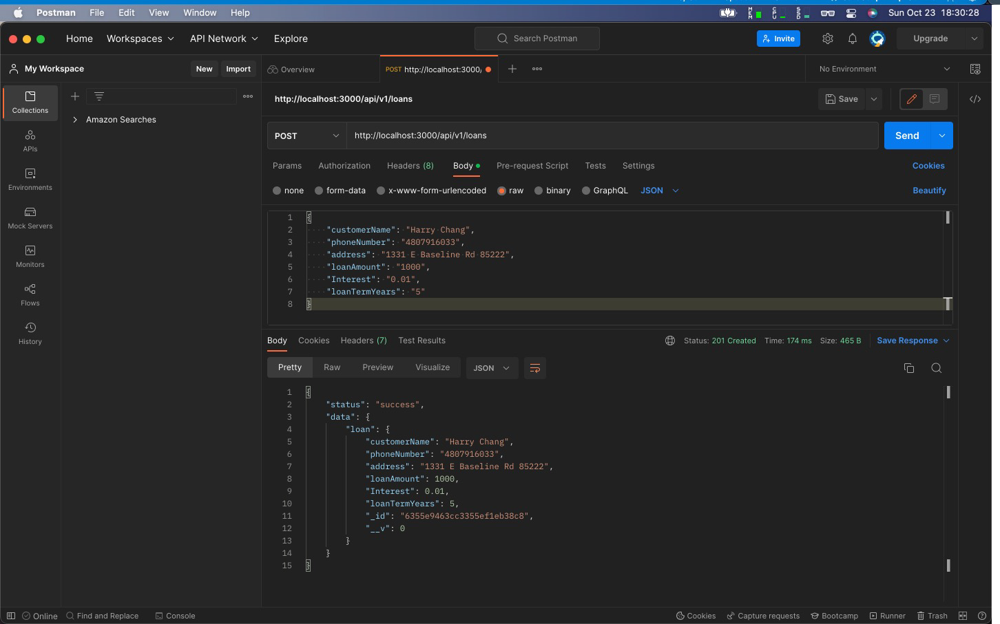 Postman File Edit View Window Help Sun Oct 23 18:30:28
Home Workspaces API Network Explore Search Postman Invite Upgrade
My Workspace New Import Overview POST http://localhost:3000/ No Environment
Collections
APIs
Environments
Mock Servers
Monitors
Flows
History
Amazon Searches
http://localhost:3000/api/v1/loans Save
POST http://localhost:3000/api/v1/loans Send
Params Authorization Headers (8) Body Pre-request Script Tests Settings Cookies
none form-data x-www-form-urlencoded raw binary GraphQL JSON Beautify
1 {
2 "customerName": "Harry Chang",
3 "phoneNumber": "4807916033",
4 "address": "1331 E Baseline Rd 85222",
5 "loanAmount": "1000",
6 "Interest": "0.01",
7 "loanTermYears": "5"
8 }
Body Cookies Headers (7) Test Results Status: 201 Created Time: 174 ms Size: 465 B Save Response
Pretty Raw Preview Visualize JSON
1 {
2 "status": "success",
3 "data": {
4 "loan": {
5 "customerName": "Harry Chang",
6 "phoneNumber": "4807916033",
7 "address": "1331 E Baseline Rd 85222",
8 "loanAmount": 1000,
9 "Interest": 0.01,
10 "loanTermYears": 5,
11 "_id": "6355e9463cc3355ef1eb38c8",
12 "__v": 0
13 }
14 }
15 }
Online Find and Replace Console Cookies Capture requests Bootcamp Runner Trash